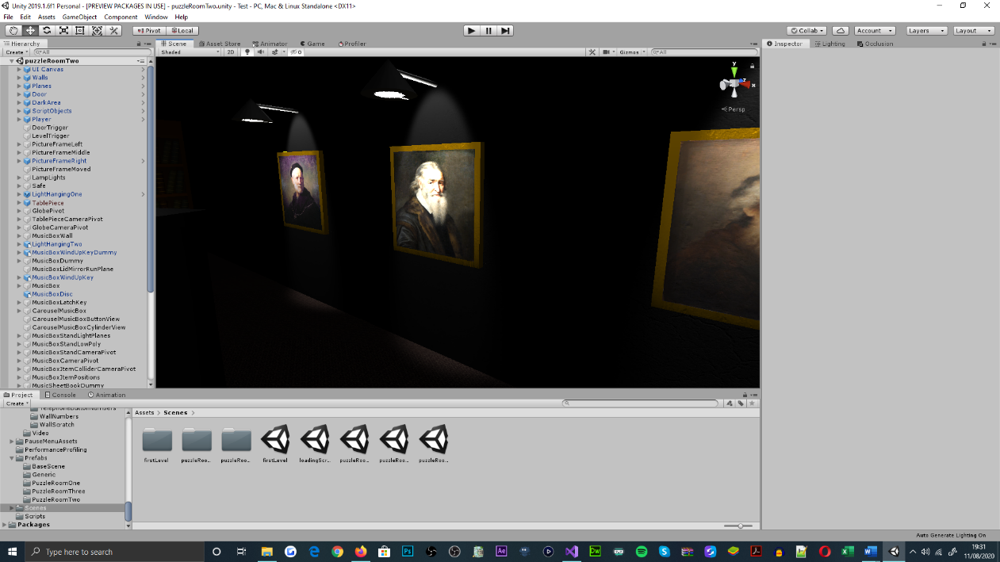 Unity 2019.1.6f1 Personal - [PREVIEW PACKAGES IN USE] - puzzleRoomTwo.unity - Test - PC, Mac & Linux Standalone <DX11>
File Edit Assets GameObject Component Window Help
Pivot Local Collab Account Layers Layout
Hierarchy Scene Asset Store Animator Game Profiler Inspector Lighting Occlusion
Create All Shaded 2D 0 Gizmos All
puzzleRoomTwo
UI Canvas
Walls
Planes
Door
DarkArea
ScriptObjects
Player
DoorTrigger
LevelTrigger
PictureFrameLeft
PictureFrameMiddle
PictureFrameRight
PictureFrameMoved
LampLights
Safe
LightHangingOne
TablePiece
GlobePivot
TablePieceCameraPivot
GlobeCameraPivot
MusicBoxWall
LightHangingTwo
MusicBoxWindUpKeyDummy
MusicBoxDummy
MusicBoxLidMirrorRunPlane
MusicBoxWindUpKey
MusicBox
MusicBoxDisc
MusicBoxLatchKey
CarouselMusicBox
CarouselMusicBoxButtonView
CarouselMusicBoxCylinderView
MusicBoxStandLightPlanes
MusicBoxStandLowPoly
MusicBoxStandCameraPivot
MusicBoxCameraPivot
MusicBoxItemColliderCameraPivot
MusicBoxItemPositions
MusicSheetBookDummy
y
z
x
Persp
Project Console Animation
Create
TelephoneButtonNumbers
WallNumbers
WallScratch
Video
PauseMenuAssets
PerformanceProfiling
Prefabs
BaseScene
Generic
PuzzleRoomOne
PuzzleRoomThree
PuzzleRoomTwo
Scenes
Scripts
Packages
Assets > Scenes >
firstLevel puzzleRoo... puzzleRoo... firstLevel loadingScr... puzzleRoo... puzzleRoo... puzzleRoo...
Auto Generate Lighting On
Type here to search
Ps Ae Dw
19:31
11/08/2020